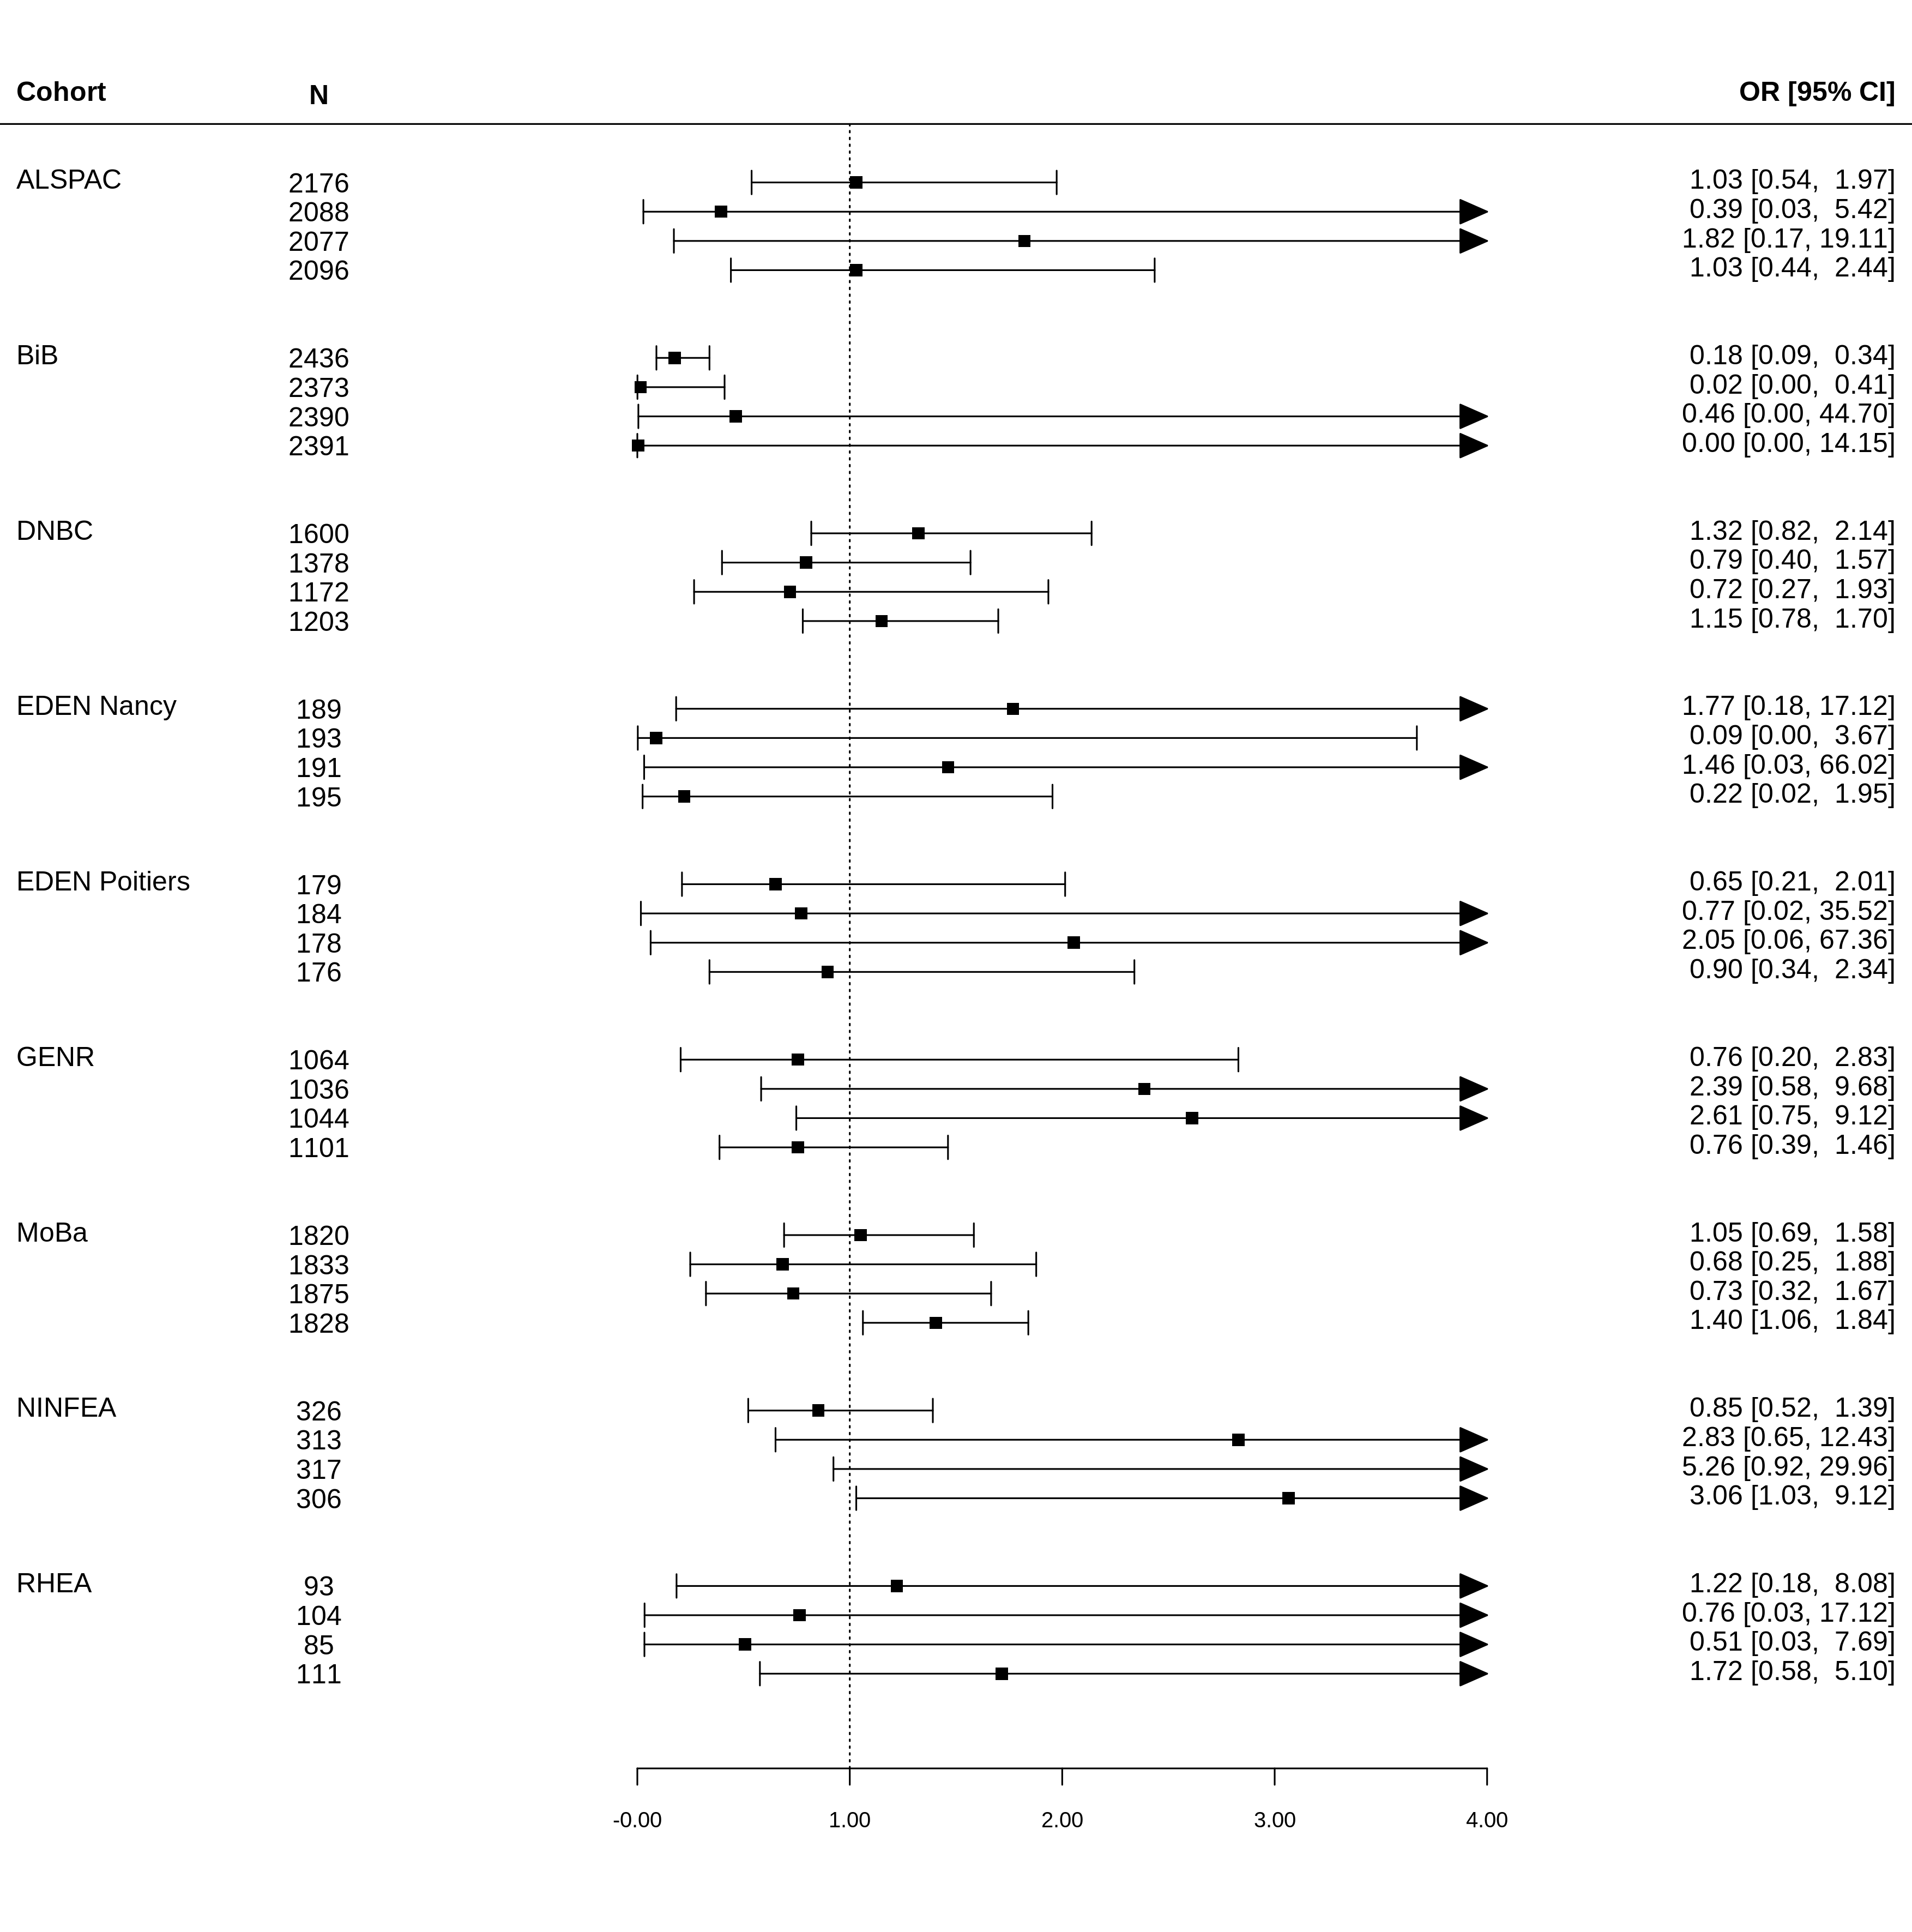 Cohort N OR [95% CI]
ALSPAC 2176 1.03 [0.54, 1.97]
2088 0.39 [0.03, 5.42]
2077 1.82 [0.17, 19.11]
2096 1.03 [0.44, 2.44]
BiB 2436 0.18 [0.09, 0.34]
2373 0.02 [0.00, 0.41]
2390 0.46 [0.00, 44.70]
2391 0.00 [0.00, 14.15]
DNBC 1600 1.32 [0.82, 2.14]
1378 0.79 [0.40, 1.57]
1172 0.72 [0.27, 1.93]
1203 1.15 [0.78, 1.70]
EDEN Nancy 189 1.77 [0.18, 17.12]
193 0.09 [0.00, 3.67]
191 1.46 [0.03, 66.02]
195 0.22 [0.02, 1.95]
EDEN Poitiers 179 0.65 [0.21, 2.01]
184 0.77 [0.02, 35.52]
178 2.05 [0.06, 67.36]
176 0.90 [0.34, 2.34]
GENR 1064 0.76 [0.20, 2.83]
1036 2.39 [0.58, 9.68]
1044 2.61 [0.75, 9.12]
1101 0.76 [0.39, 1.46]
MoBa 1820 1.05 [0.69, 1.58]
1833 0.68 [0.25, 1.88]
1875 0.73 [0.32, 1.67]
1828 1.40 [1.06, 1.84]
NINFEA 326 0.85 [0.52, 1.39]
313 2.83 [0.65, 12.43]
317 5.26 [0.92, 29.96]
306 3.06 [1.03, 9.12]
RHEA 93 1.22 [0.18, 8.08]
104 0.76 [0.03, 17.12]
85 0.51 [0.03, 7.69]
111 1.72 [0.58, 5.10]
-0.00 1.00 2.00 3.00 4.00